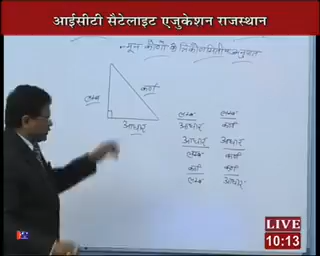 आईसीटी सैटेलाइट एजुकेशन राजस्थान
न्यून कोणों के त्रिकोणमितीय अनुपात
लम्ब
कर्ण
आधार
लम्ब लम्ब
आधार कर्ण
आधार आधार
लम्ब कर्ण
कर्ण कर्ण
लम्ब आधार
LIVE
10:13